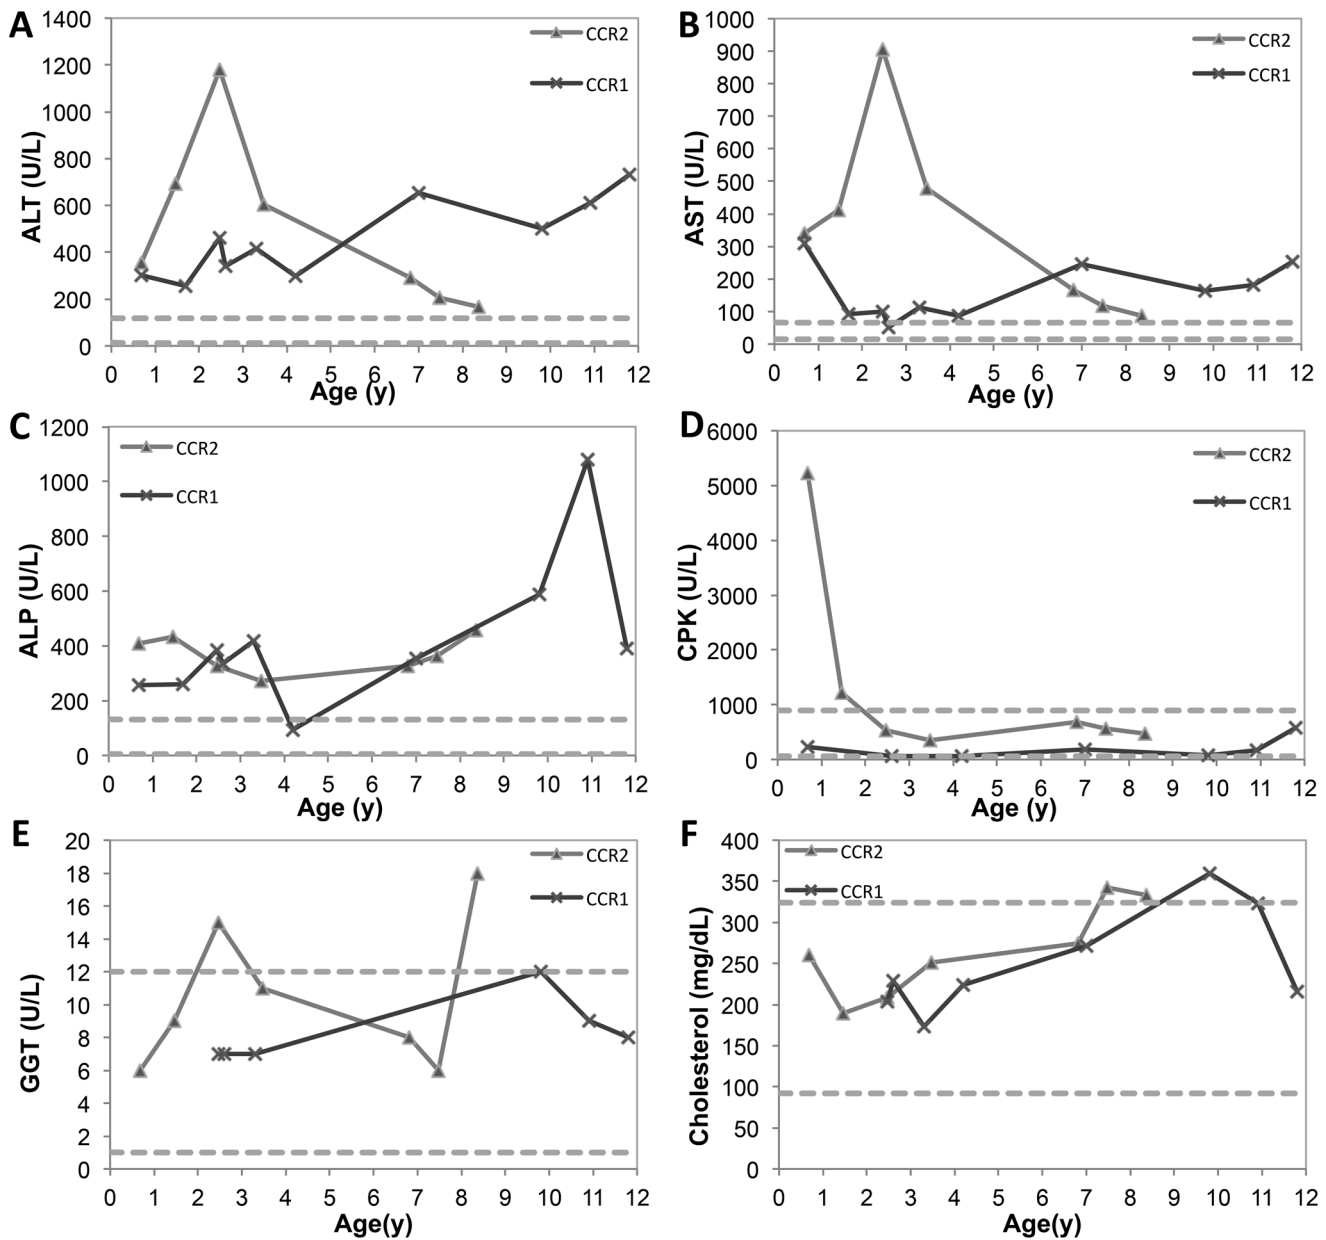 A
ALT (U/L)
1400
1200
1000
800
600
400
200
0
CCR2
CCR1
0 1 2 3 4 5 6 7 8 9 10 11 12
Age (y)
B
AST (U/L)
1000
900
800
700
600
500
400
300
200
100
0
CCR2
CCR1
0 1 2 3 4 5 6 7 8 9 10 11 12
Age (y)
C
ALP (U/L)
1200
1000
800
600
400
200
0
CCR2
CCR1
0 1 2 3 4 5 6 7 8 9 10 11 12
Age (y)
D
CPK (U/L)
6000
5000
4000
3000
2000
1000
0
CCR2
CCR1
0 1 2 3 4 5 6 7 8 9 10 11 12
Age (y)
E
GGT (U/L)
20
18
16
14
12
10
8
6
4
2
0
CCR2
CCR1
0 1 2 3 4 5 6 7 8 9 10 11 12
Age(y)
F
Cholesterol (mg/dL)
400
350
300
250
200
150
100
50
0
CCR2
CCR1
0 1 2 3 4 5 6 7 8 9 10 11 12
Age(y)